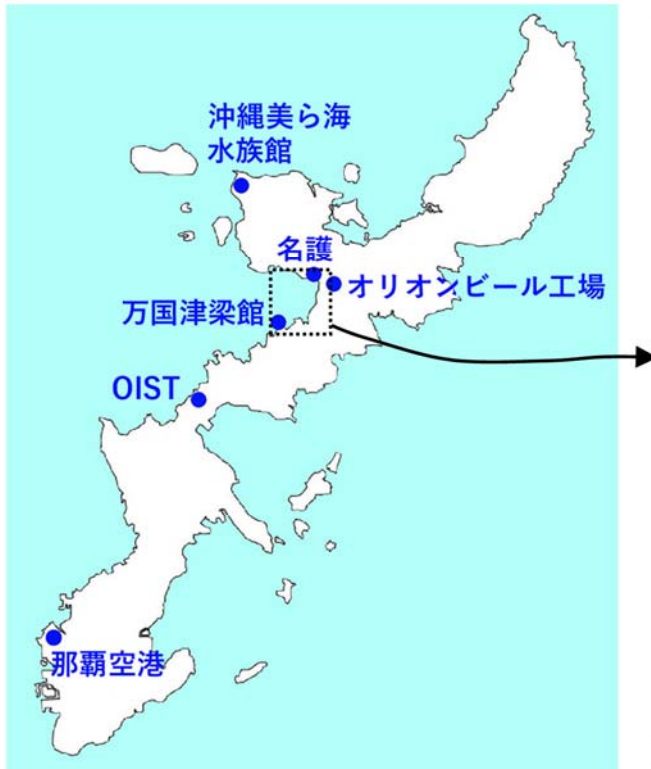 沖縄美ら海
水族館
名護
オリオンビール工場
万国津梁館
OIST
那覇空港